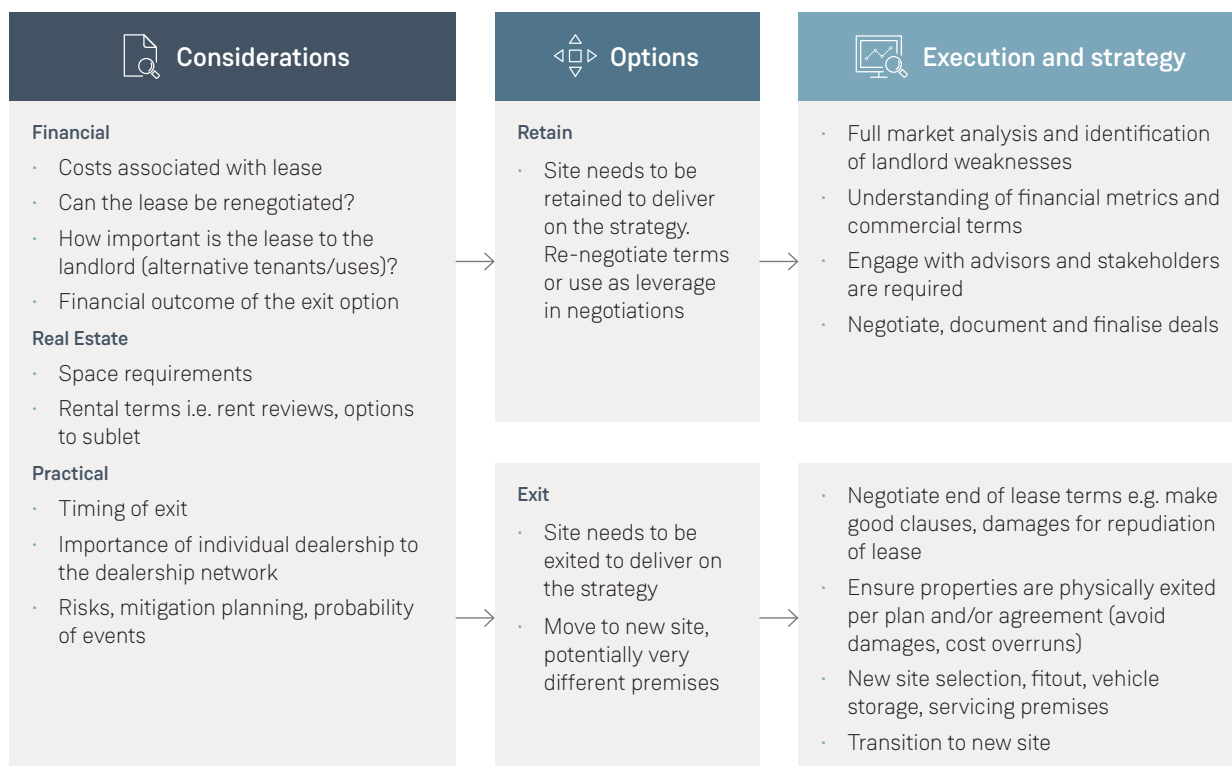 Considerations
Financial
· Costs associated with lease
· Can the lease be renegotiated?
· How important is the lease to the
landlord (alternative tenants/uses)?
· Financial outcome of the exit option
Real Estate
· Space requirements
· Rental terms i.e. rent reviews, options
to sublet
Practical
· Timing of exit
· Importance of individual dealership to
the dealership network
· Risks, mitigation planning, probability
of events
Options
Retain
· Site needs to be
retained to deliver
on the strategy.
Re-negotiate terms
or use as leverage
in negotiations
Exit
· Site needs to be
exited to deliver on
the strategy
· Move to new site,
potentially very
different premises
Execution and strategy
· Full market analysis and identification
of landlord weaknesses
· Understanding of financial metrics and
commercial terms
· Engage with advisors and stakeholders
are required
· Negotiate, document and finalise deals
· Negotiate end of lease terms e.g. make
good clauses, damages for repudiation
of lease
· Ensure properties are physically exited
per plan and/or agreement (avoid
damages, cost overruns)
· New site selection, fitout, vehicle
storage, servicing premises
· Transition to new site